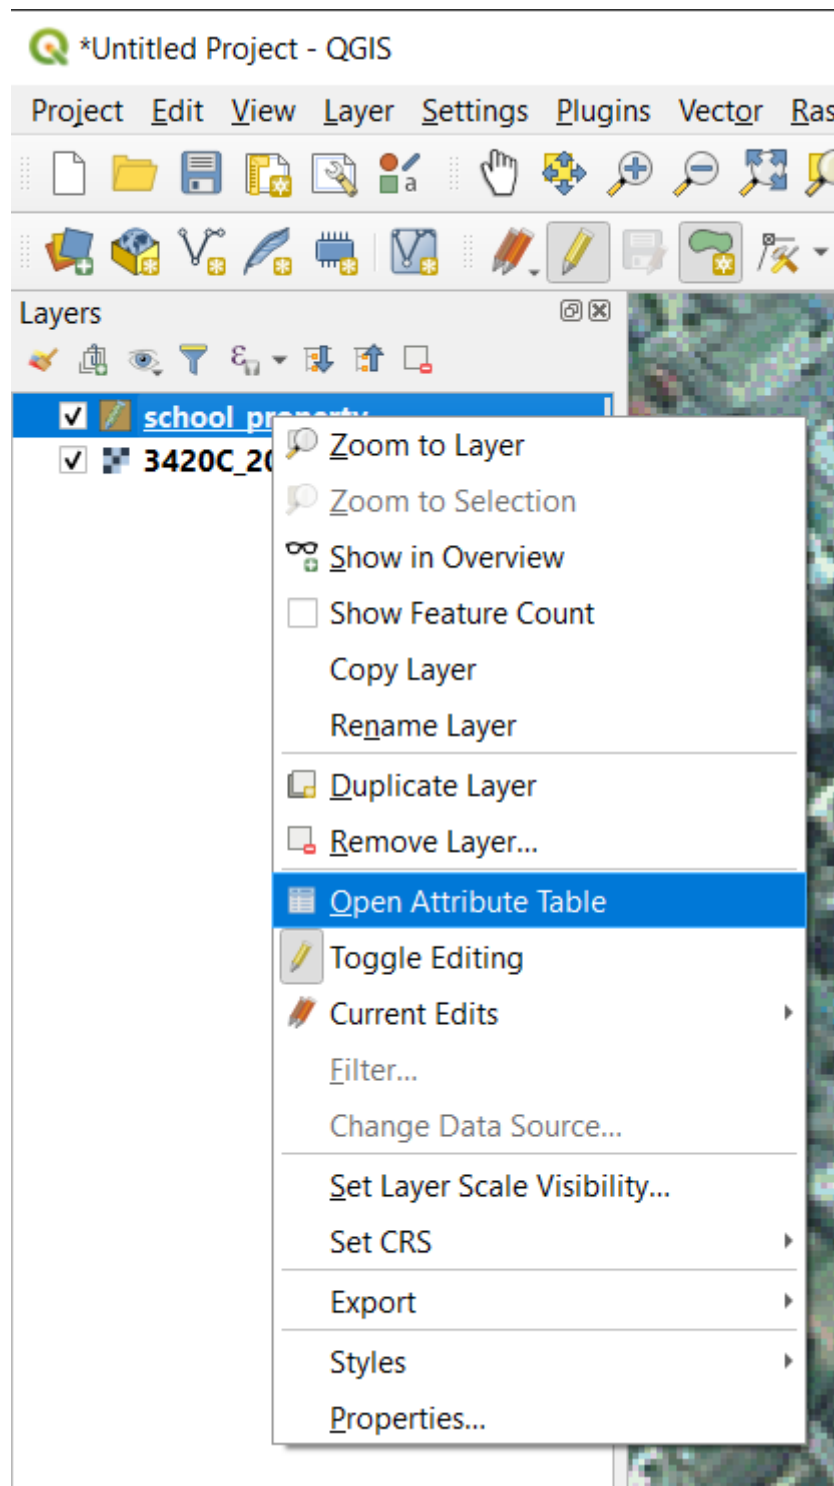 *Untitled Project - QGIS
Project Edit View Layer Settings Plugins Vector Ras
a
Layers
ε
school_property
3420C_20
Zoom to Layer
Zoom to Selection
Show in Overview
Show Feature Count
Copy Layer
Rename Layer
Duplicate Layer
Remove Layer...
Open Attribute Table
Toggle Editing
Current Edits
Filter...
Change Data Source...
Set Layer Scale Visibility...
Set CRS
Export
Styles
Properties...